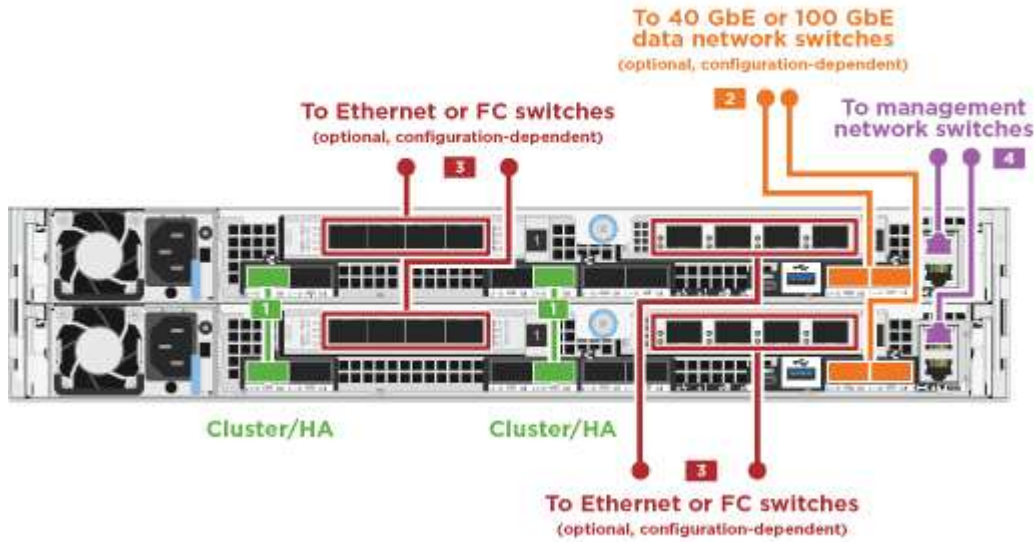 To 40 GbE or 100 GbE
data network switches
(optional, configuration-dependent)
2
To management
network switches
4
To Ethernet or FC switches
(optional, configuration-dependent)
3
1
1
1
1
1
1
Cluster/HA
Cluster/HA
3
To Ethernet or FC switches
(optional, configuration-dependent)